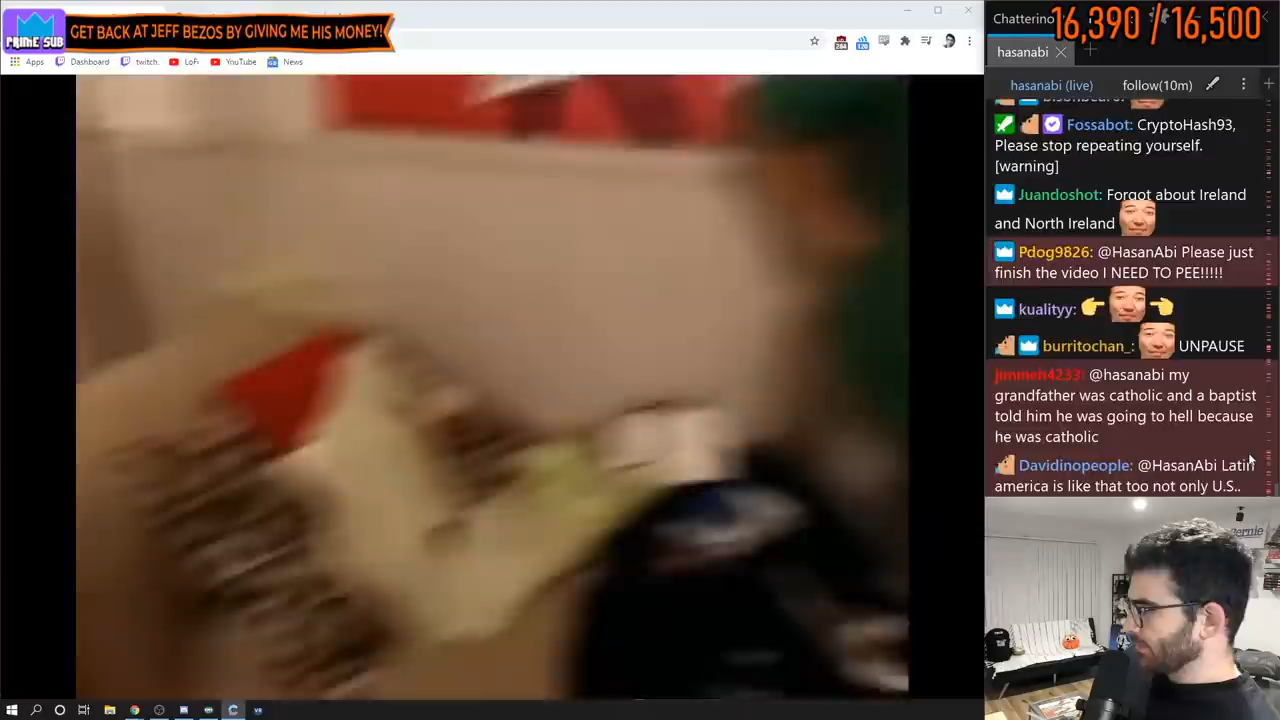 PRIME SUB
GET BACK AT JEFF BEZOS BY GIVING ME HIS MONEY!
Chatterino
16,390 / 16,500
hasanabi
284
120
Apps
Dashboard
twitch.
LoFi
YouTube
News
hasanabi (live)
follow(10m)
Fossabot: CryptoHash93,
Please stop repeating yourself.
[warning]
Juandoshot: Forgot about Ireland
and North Ireland
Pdog9826: @HasanAbi Please just
finish the video I NEED TO PEE!!!!!
kualityy:
burritochan_: UNPAUSE
jimmeh4233: @hasanabi my
grandfather was catholic and a baptist
told him he was going to hell because
he was catholic
Davidinopeople: @HasanAbi Latin
america is like that too not only U.S..
Bernie